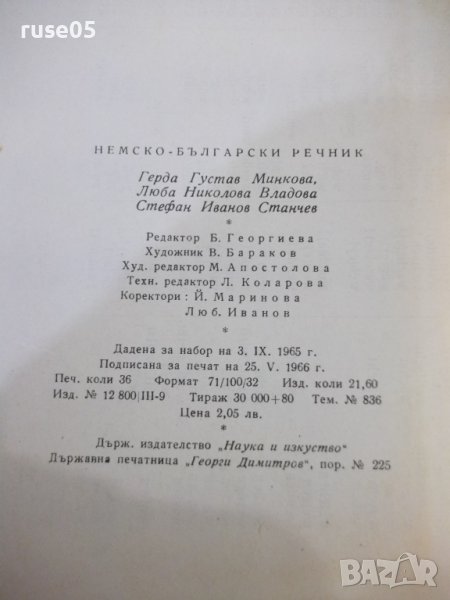 ruse05
НЕМСКО-БЪЛГАРСКИ РЕЧНИК
Герда Густав Минкова,
Люба Николова Владова
Стефан Иванов Станчев
*
Редактор Б. Георгиева
Художник В. Бараков
Худ. редактор М. Апостолова
Техн. редактор Л. Коларова
Коректори: Й. Маринова
Люб. Иванов
*
Дадена за набор на 3. IX. 1965 г.
Подписана за печат на 25. V. 1966 г.
Печ. коли 36 Формат 71/100/32 Изд. коли 21,60
Изд. № 12 800|III-9 Тираж 30 000+80 Тем. № 836
Цена 2,05 лв.
*
Държ. издателство „Наука и изкуство“
Държавна печатница „Георги Димитров“, пор. № 225
BAZAR
.bg